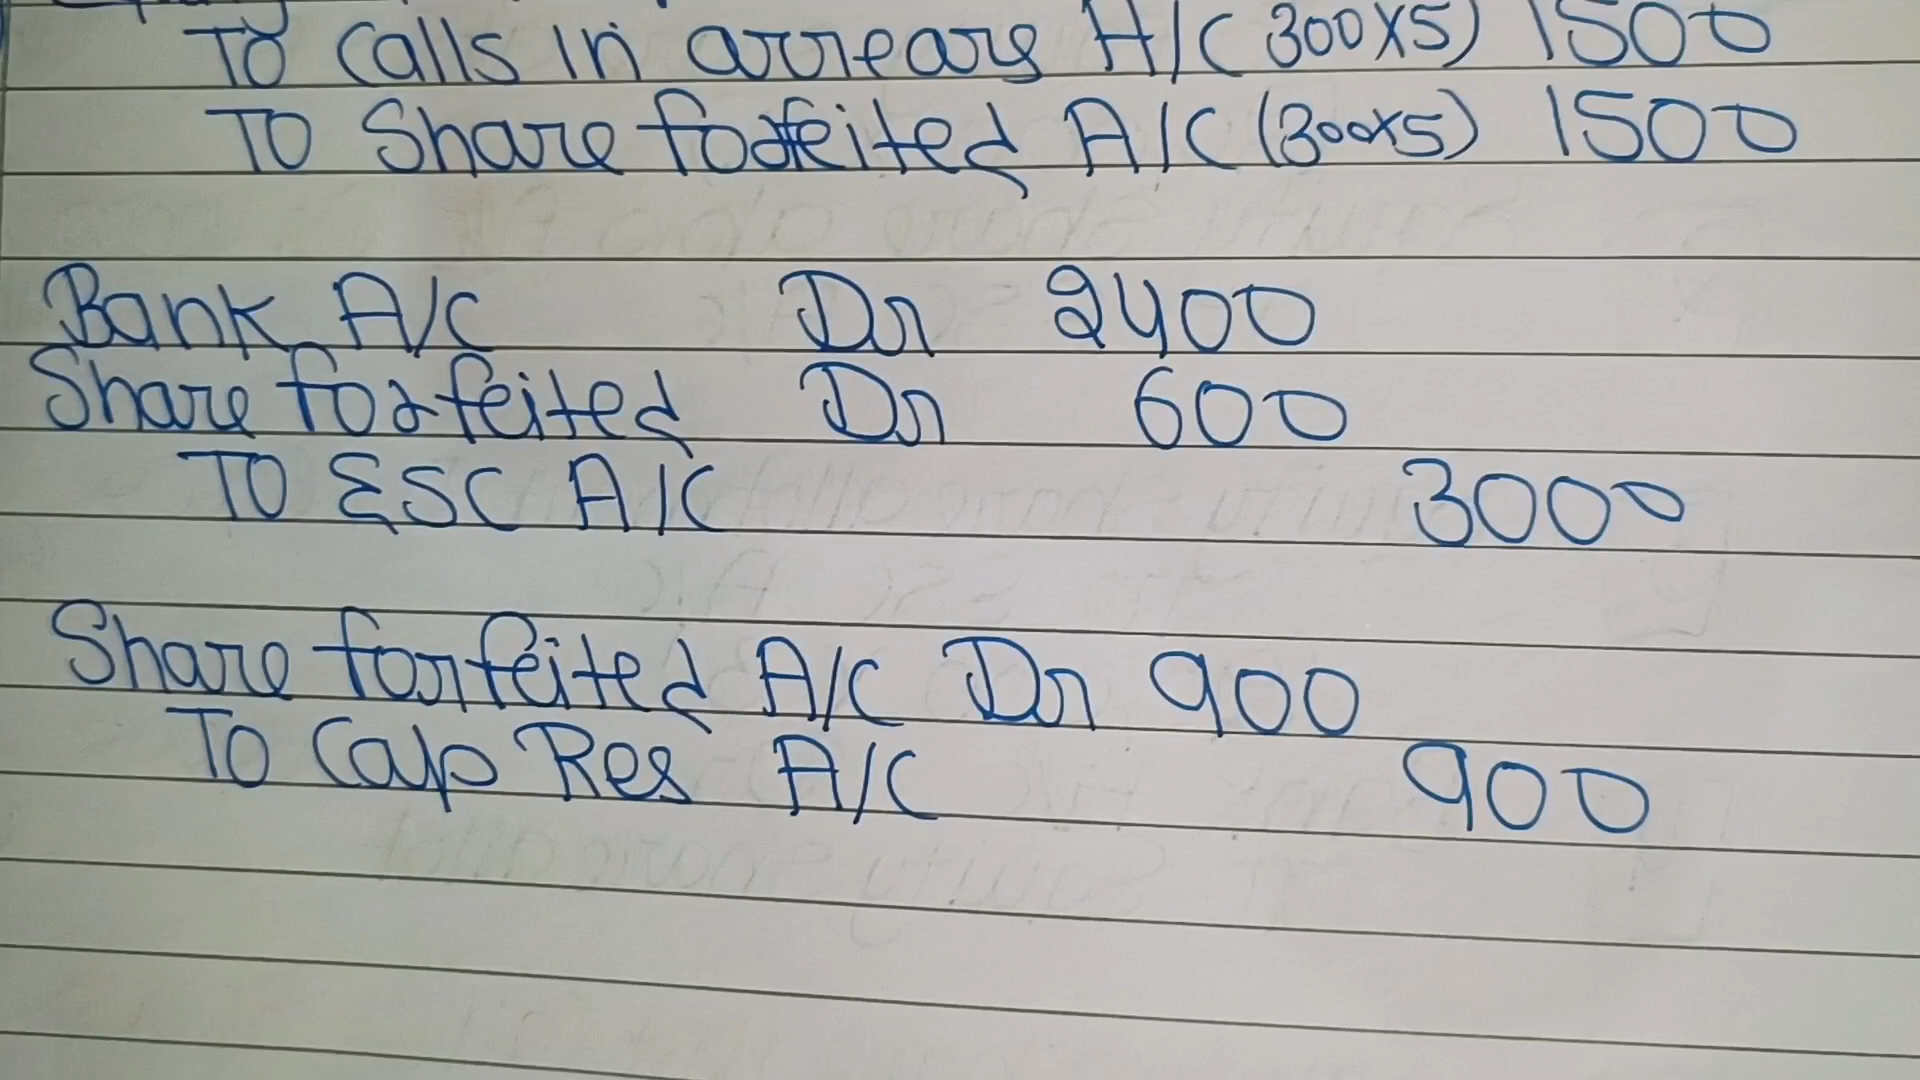 To Calls in arrears A/C (300X5) 1500
To Share forfeited A/C (300x5) 1500
Bank A/C Dr 2400
Share forfeited Dr 600
To ESC A/C 3000
Share forfeited A/C Dr 900
To Cap Res A/C 900